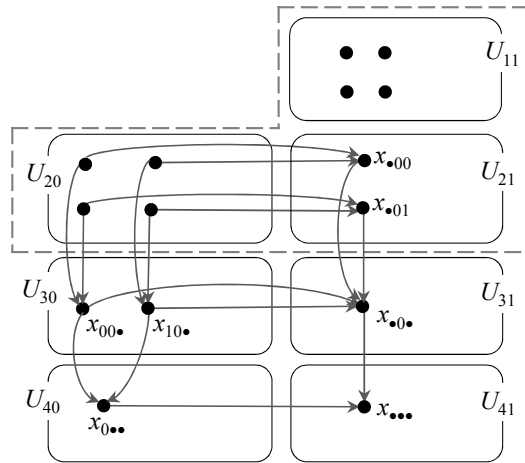 U₁₁
U₂₀ x•₀₀ U₂₁
x•₀₁
U₃₀ U₃₁
x₀₀• x₁₀• x•₀•
U₄₀ U₄₁
x₀•• x•••